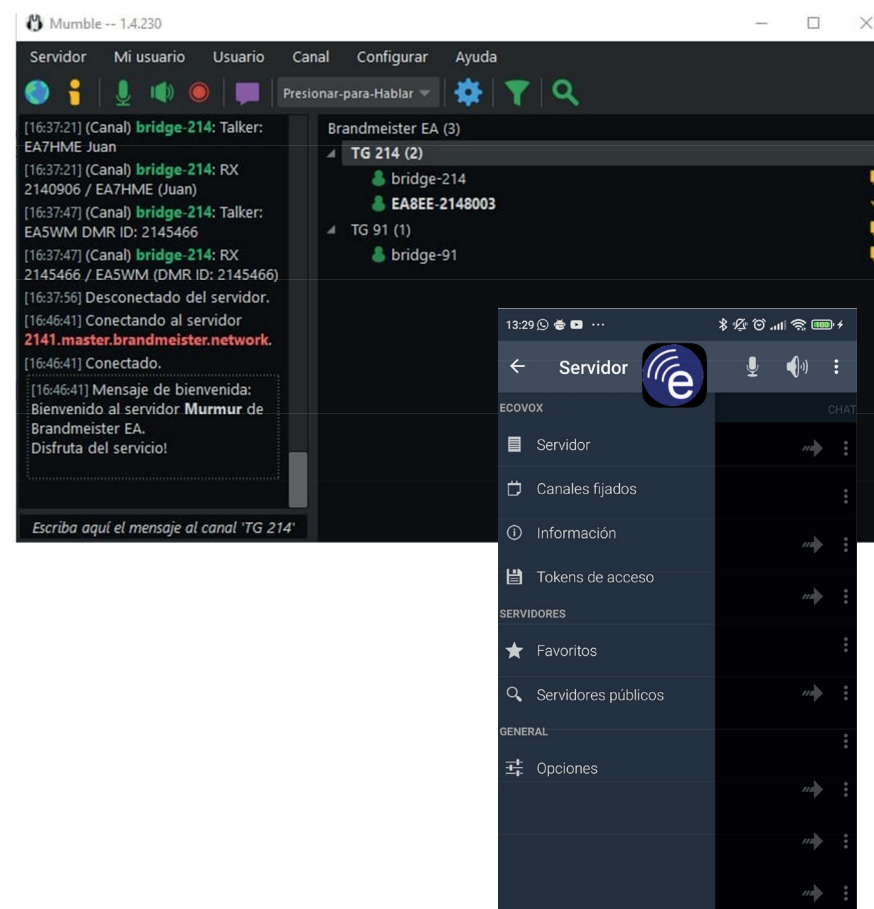 Mumble -- 1.4.230
Servidor Mi usuario Usuario Canal Configurar Ayuda
Presionar-para-Hablar
[16:37:21] (Canal) bridge-214: Talker:
EA7HME Juan
[16:37:21] (Canal) bridge-214: RX
2140906 / EA7HME (Juan)
[16:37:47] (Canal) bridge-214: Talker:
EA5WM DMR ID: 2145466
[16:37:47] (Canal) bridge-214: RX
2145466 / EA5WM (DMR ID: 2145466)
[16:37:56] Desconectado del servidor.
[16:46:41] Conectando al servidor
2141.master.brandmeister.network.
[16:46:41] Conectado.
[16:46:41] Mensaje de bienvenida:
Bienvenido al servidor Murmur de
Brandmeister EA.
Disfruta del servicio!
Escriba aquí el mensaje al canal 'TG 214'
Brandmeister EA (3)
TG 214 (2)
bridge-214
EA8EE-2148003
TG 91 (1)
bridge-91
13:29
100
Servidor
e
ECOVOX
CHAT
Servidor
Canales fijados
Información
Tokens de acceso
SERVIDORES
Favoritos
Servidores públicos
GENERAL
Opciones